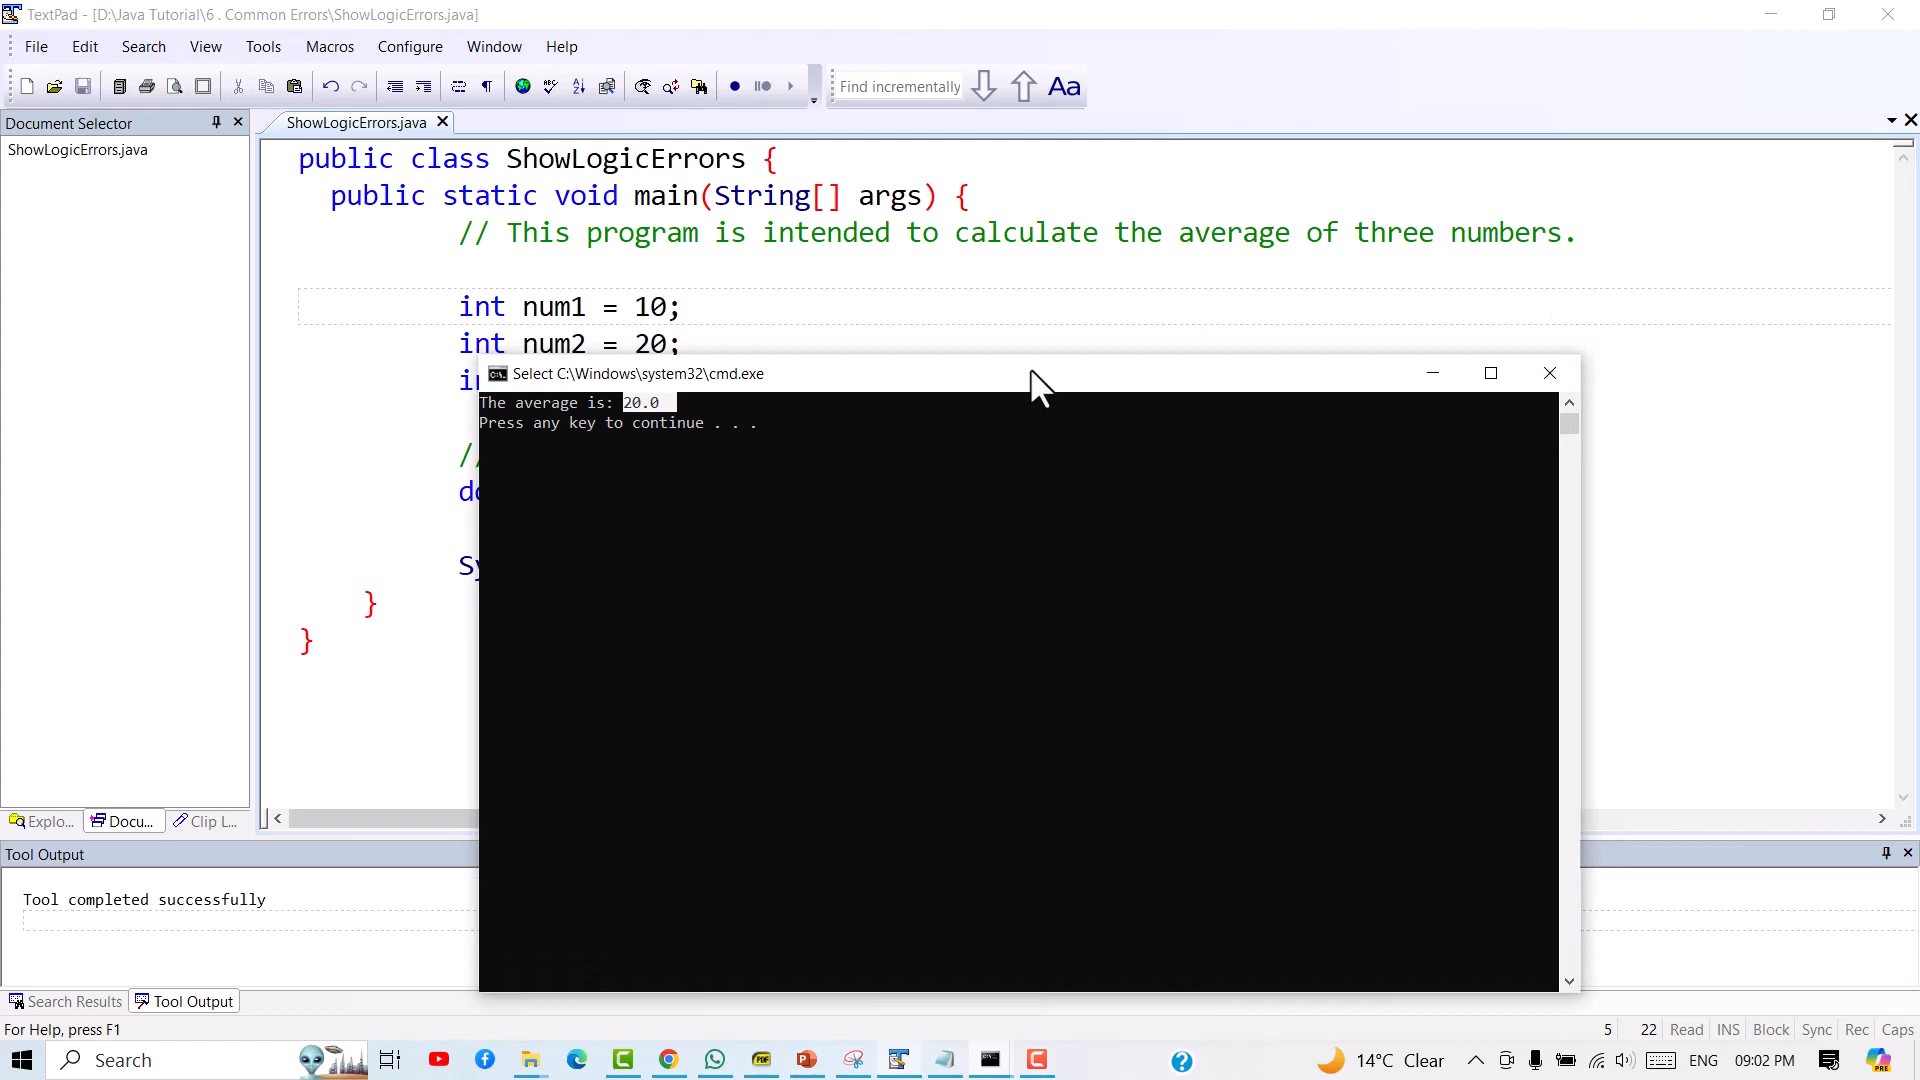 TextPad - [D:\Java Tutorial\6 . Common Errors\ShowLogicErrors.java]
File Edit Search View Tools Macros Configure Window Help
Find incrementally Aa
Document Selector
ShowLogicErrors.java
ShowLogicErrors.java
public class ShowLogicErrors {
public static void main(String[] args) {
// This program is intended to calculate the average of three numbers.
int num1 = 10;
int num2 = 20;
Select C:\Windows\system32\cmd.exe
The average is: 20.0
Press any key to continue . . .
}
}
Explo... Docu... Clip L...
Tool Output
Tool completed successfully
Search Results Tool Output
For Help, press F1
5 22 Read INS Block Sync Rec Caps
Search
14°C Clear ENG 09:02 PM